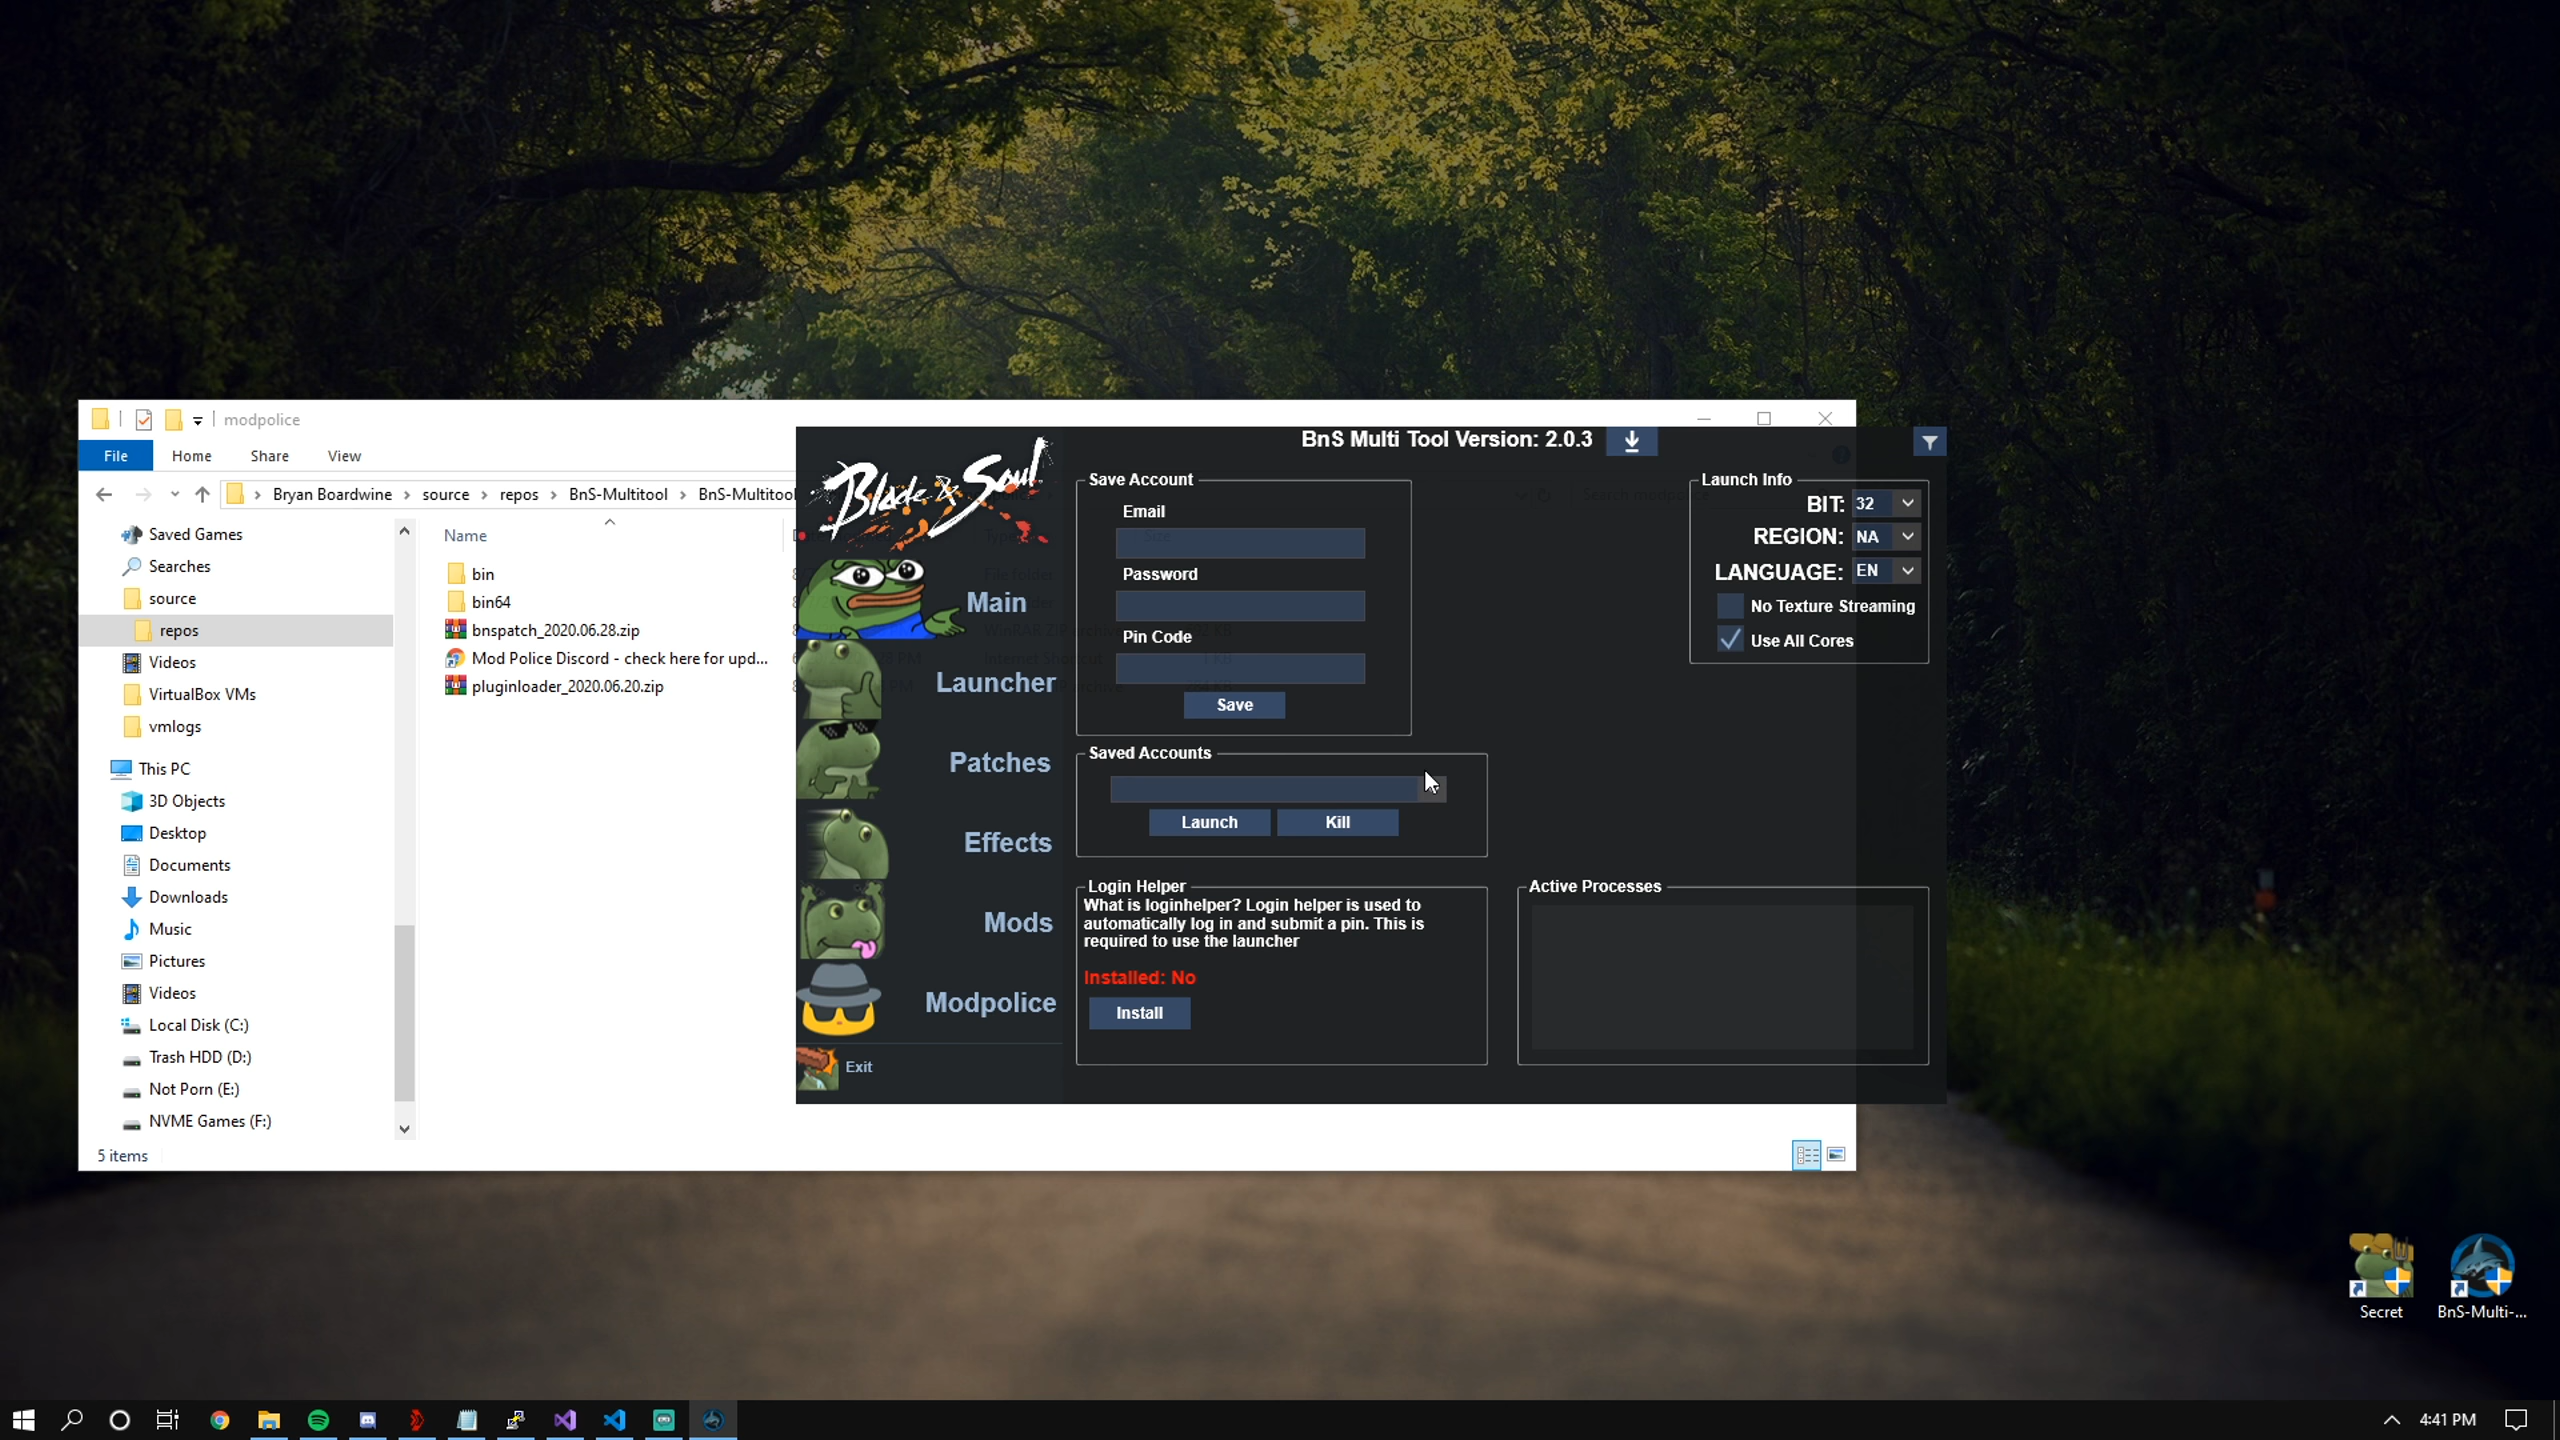 modpolice
File Home Share View
Bryan Boardwine source repos BnS-Multitool BnS-Multitool
Saved Games
Searches
source
repos
Videos
VirtualBox VMs
vmlogs
This PC
3D Objects
Desktop
Documents
Downloads
Music
Pictures
Videos
Local Disk (C:)
Trash HDD (D:)
Not Porn (E:)
NVME Games (F:)
5 items
Name
bin
bin64
bnspatch_2020.06.28.zip
Mod Police Discord - check here for upd...
pluginloader_2020.06.20.zip
BnS Multi Tool Version: 2.0.3
Blade & Soul
Main
Launcher
Patches
Effects
Mods
Modpolice
Exit
Save Account
Email
Password
Pin Code
Save
Saved Accounts
Launch Kill
Login Helper
What is loginhelper? Login helper is used to
automatically log in and submit a pin. This is
required to use the launcher
Installed: No
Install
Launch Info
BIT: 32
REGION: NA
LANGUAGE: EN
No Texture Streaming
Use All Cores
Active Processes
Secret
BnS-Multi-...
4:41 PM